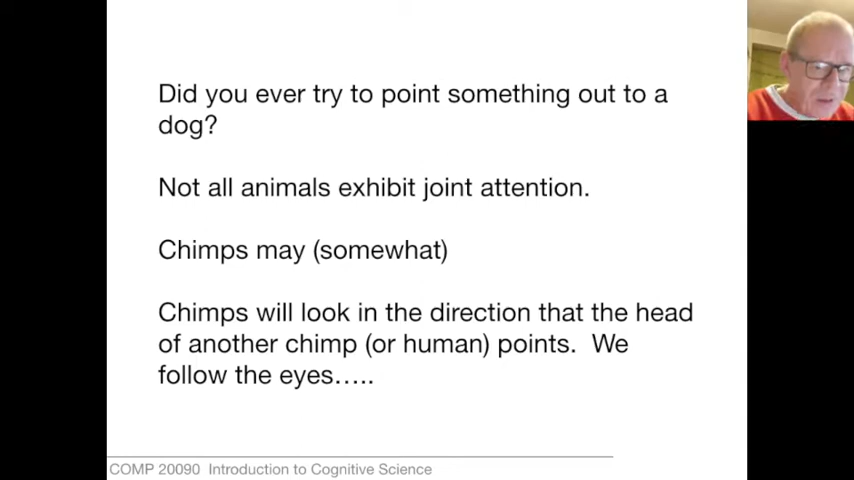 Did you ever try to point something out to a
dog?
Not all animals exhibit joint attention.
Chimps may (somewhat)
Chimps will look in the direction that the head
of another chimp (or human) points.  We
follow the eyes…..
COMP 20090  Introduction to Cognitive Science